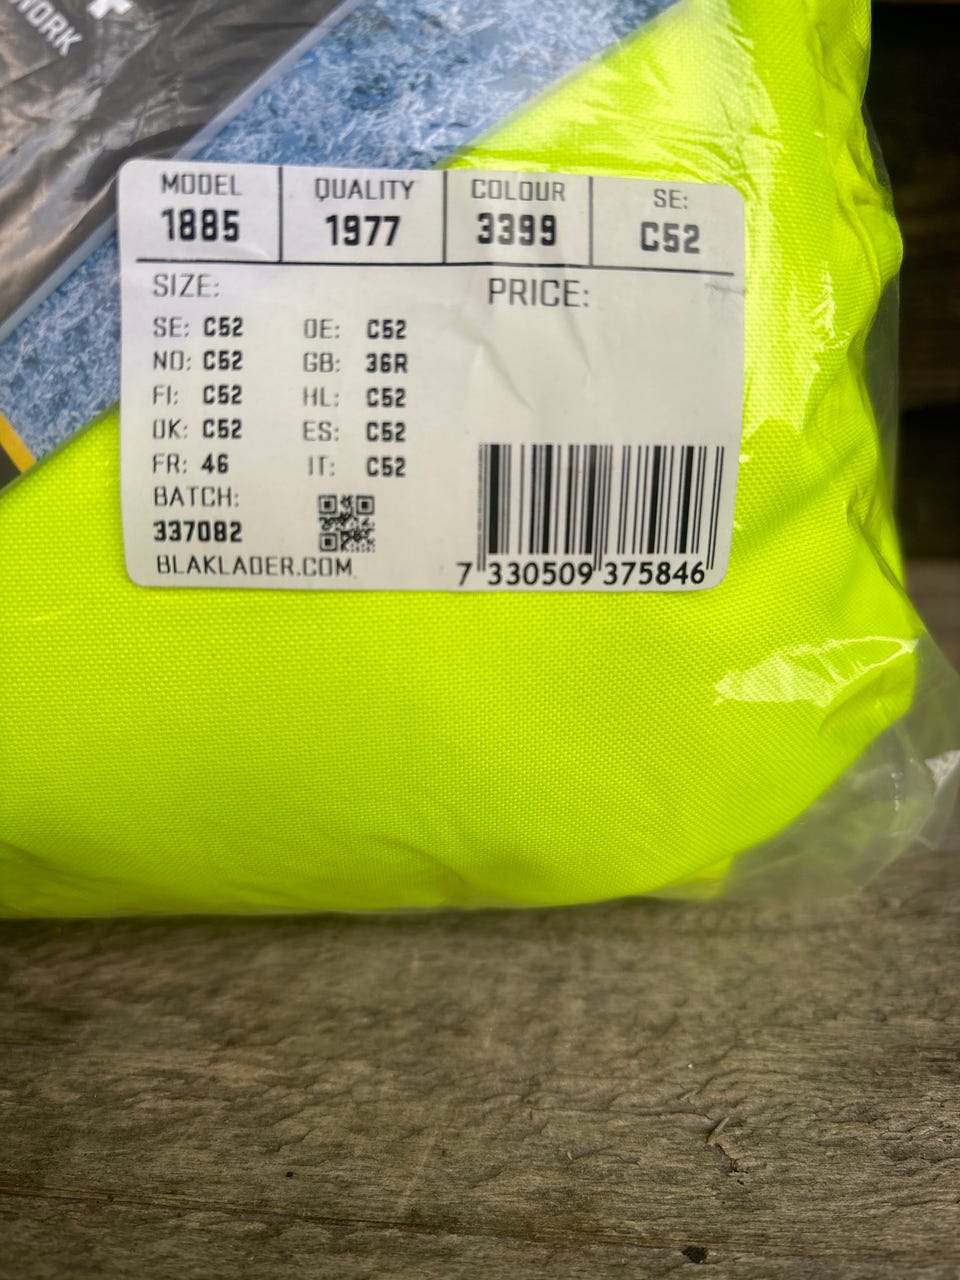 WORK
MODEL QUALITY COLOUR SE:
1885 1977 3399 C52
SIZE: PRICE:
SE: C52 DE: C52
NO: C52 GB: 36R
FI: C52 HL: C52
DK: C52 ES: C52
FR: 46 IT: C52
BATCH:
337082
BLAKLADER.COM
7 330509 375846